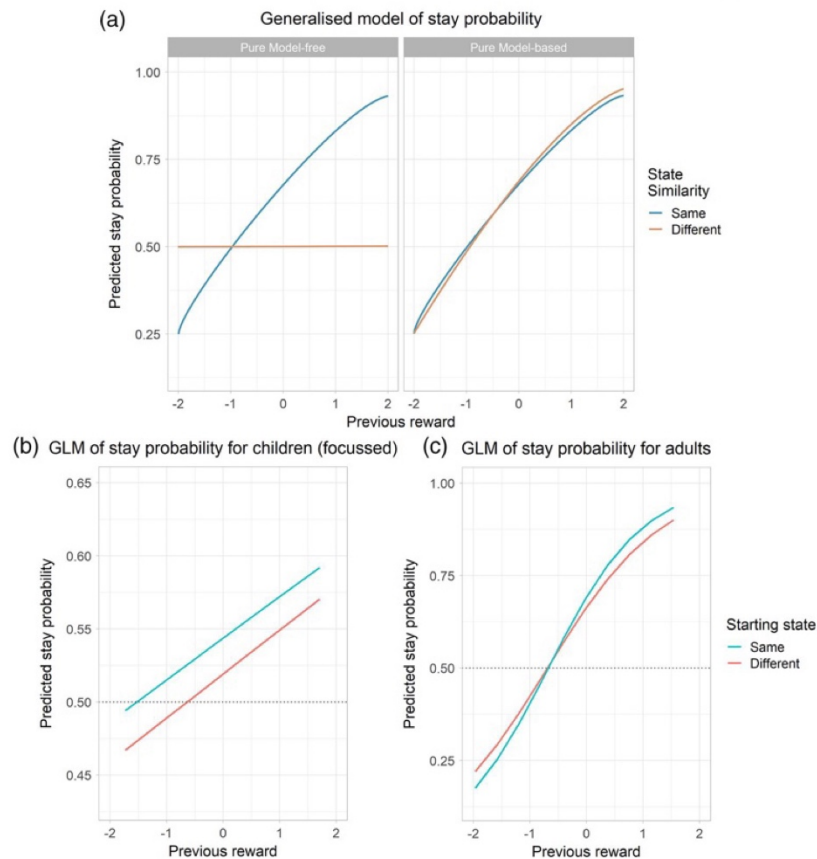 (a) Generalised model of stay probability
Pure Model-free Pure Model-based
1.00
0.75
0.50
0.25
Predicted stay probability
-2 -1 0 1 2 -2 -1 0 1 2
Previous reward
State
Similarity
Same
Different
(b) GLM of stay probability for children (focussed)
0.65
0.60
0.55
0.50
0.45
Predicted stay probability
-2 -1 0 1 2
Previous reward
(c) GLM of stay probability for adults
1.00
0.75
0.50
0.25
Predicted stay probability
-2 -1 0 1 2
Previous reward
Starting state
Same
Different